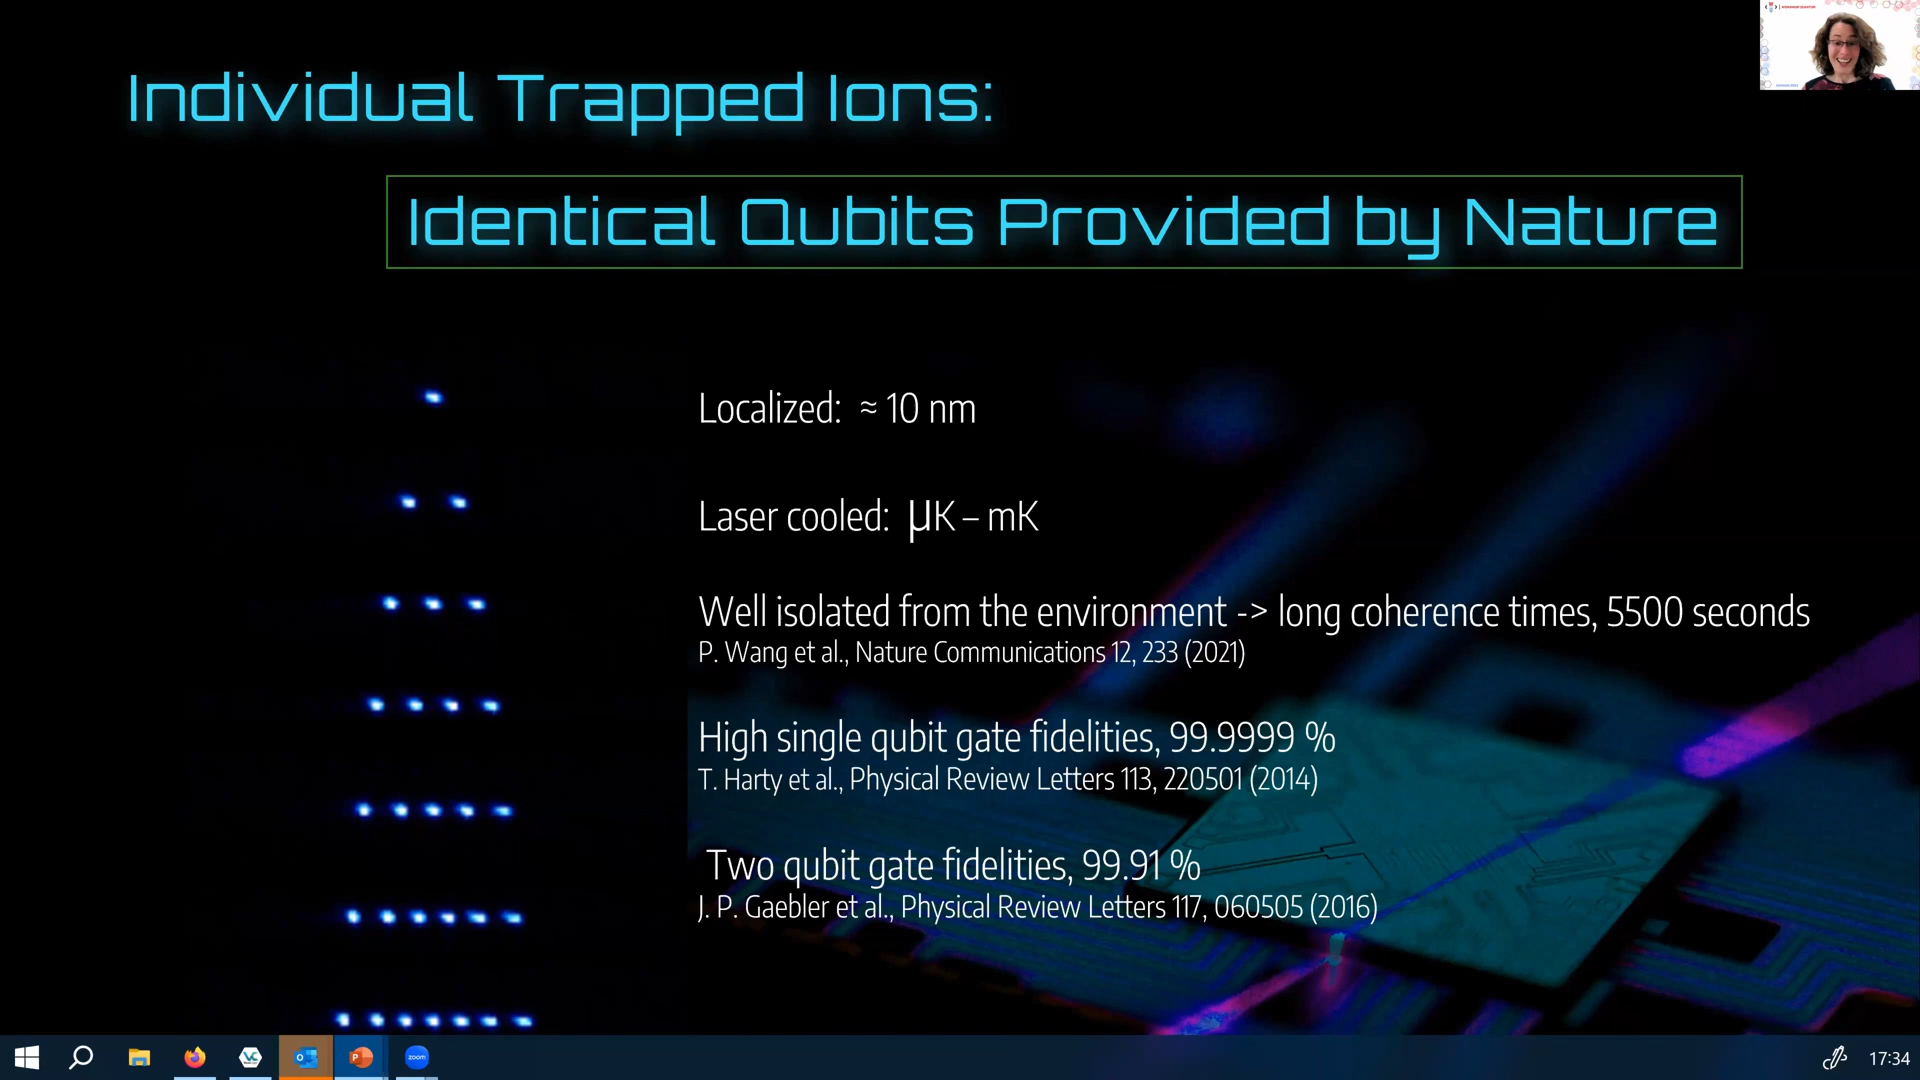 Individual Trapped Ions:
Identical Qubits Provided by Nature
Localized: ≈ 10 nm
Laser cooled: μK – mK
Well isolated from the environment -> long coherence times, 5500 seconds
P. Wang et al., Nature Communications 12, 233 (2021)
High single qubit gate fidelities, 99.9999 %
T. Harty et al., Physical Review Letters 113, 220501 (2014)
Two qubit gate fidelities, 99.91 %
J. P. Gaebler et al., Physical Review Letters 117, 060505 (2016)
zoom
17:34